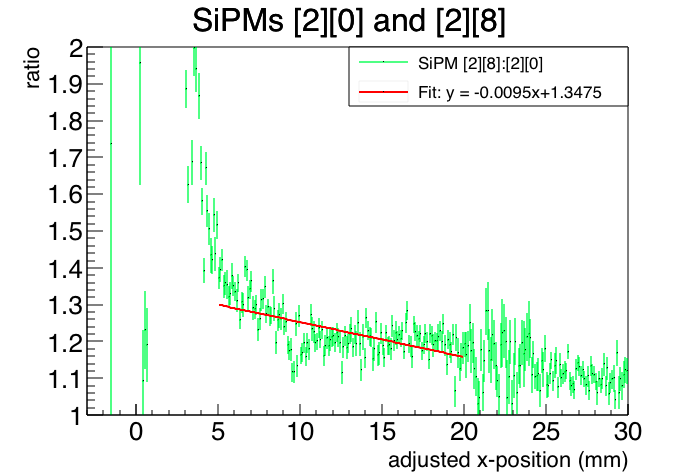 SiPMs [2][0] and [2][8]
ratio
2
1.9
1.8
1.7
1.6
1.5
1.4
1.3
1.2
1.1
1
SiPM [2][8]:[2][0]
Fit: y = -0.0095x+1.3475
0 5 10 15 20 25 30
adjusted x-position (mm)